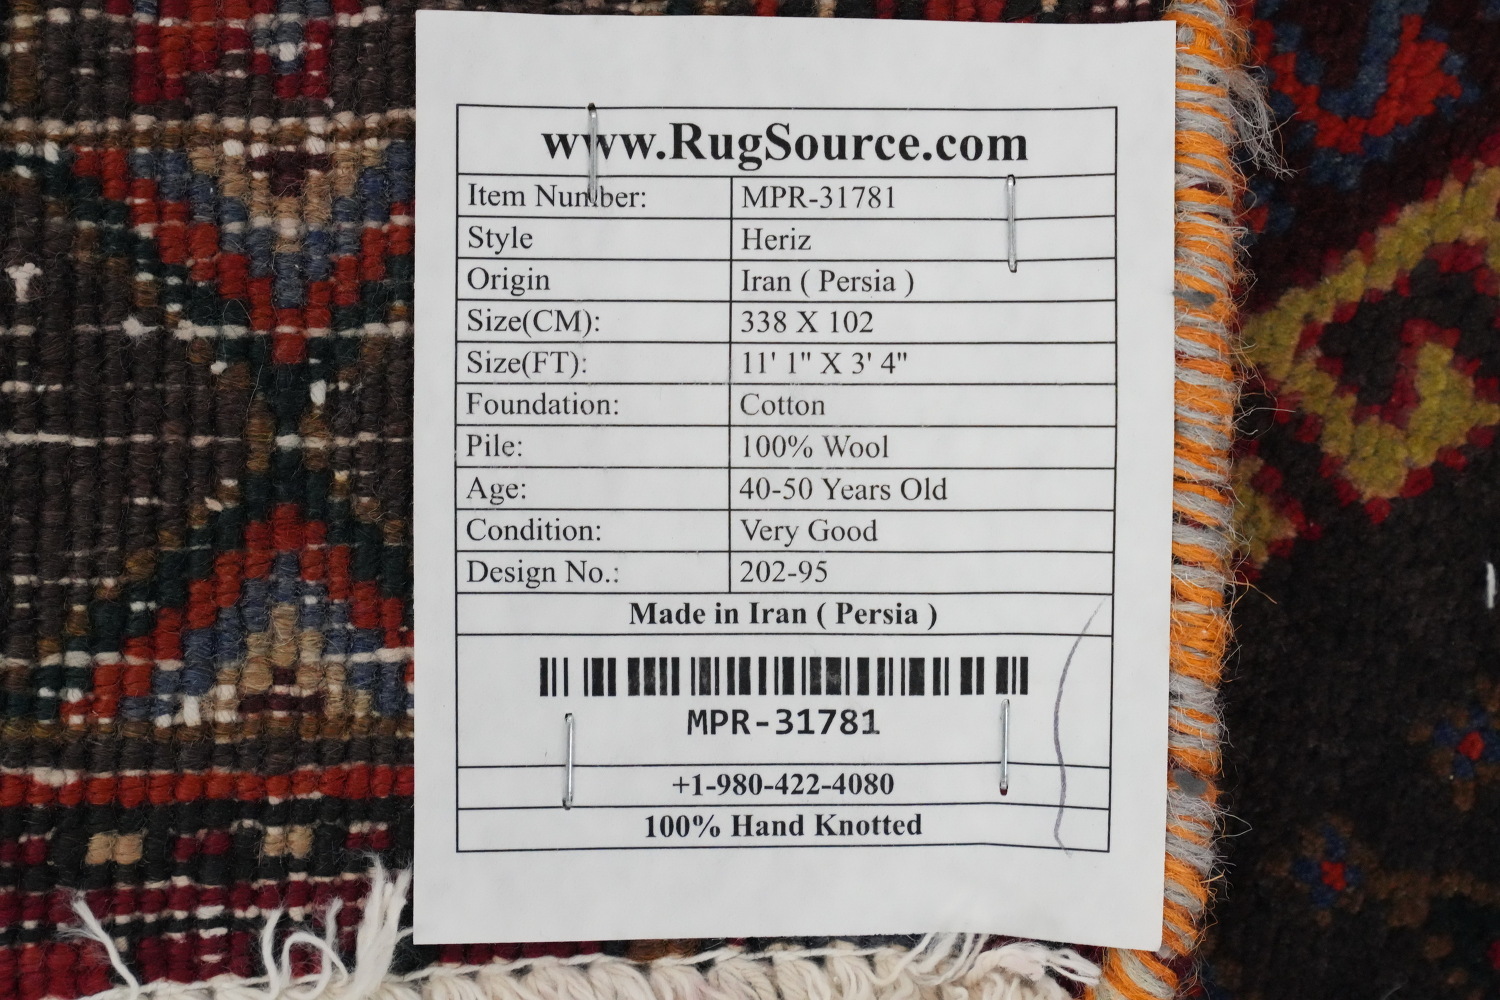 www.RugSource.com
Item Number: MPR-31781
Style Heriz
Origin Iran ( Persia )
Size(CM): 338 X 102
Size(FT): 11' 1" X 3' 4"
Foundation: Cotton
Pile: 100% Wool
Age: 40-50 Years Old
Condition: Very Good
Design No.: 202-95
Made in Iran ( Persia )
MPR-31781
+1-980-422-4080
100% Hand Knotted